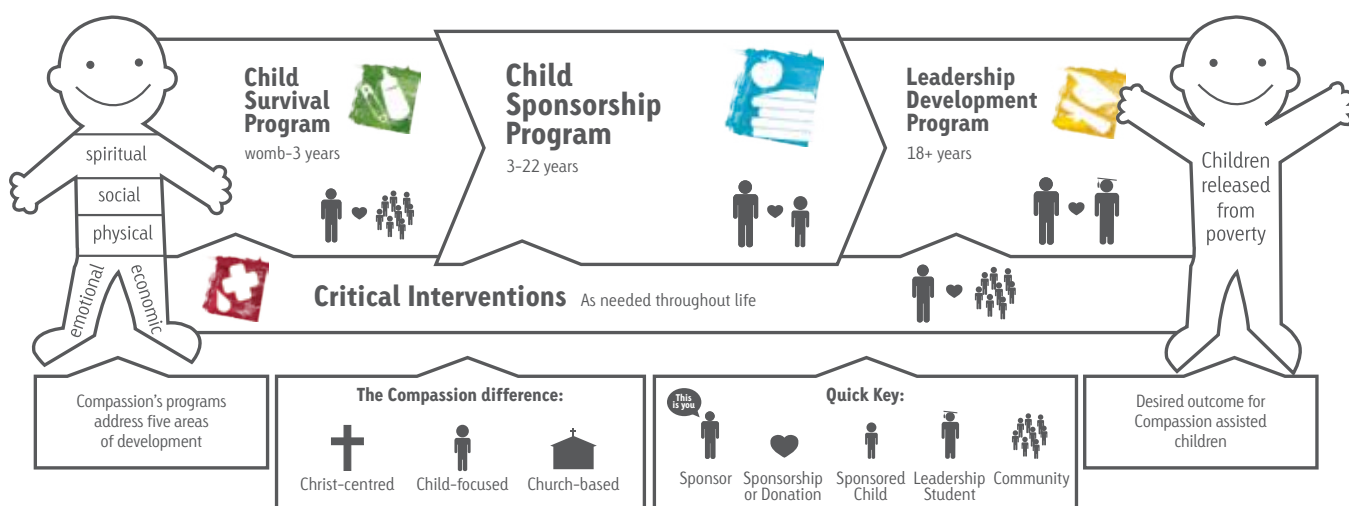 spiritual
social
physical
emotional
economic
Child
Survival
Program
womb-3 years
Child
Sponsorship
Program
3-22 years
Leadership
Development
Program
18+ years
Children
released
from
poverty
Critical Interventions As needed throughout life
Compassion's programs
address five areas
of development
The Compassion difference:
Christ-centred
Child-focused
Church-based
Quick Key:
This
is you
Sponsor
Sponsorship
or Donation
Sponsored
Child
Leadership
Student
Community
Desired outcome for
Compassion assisted
children